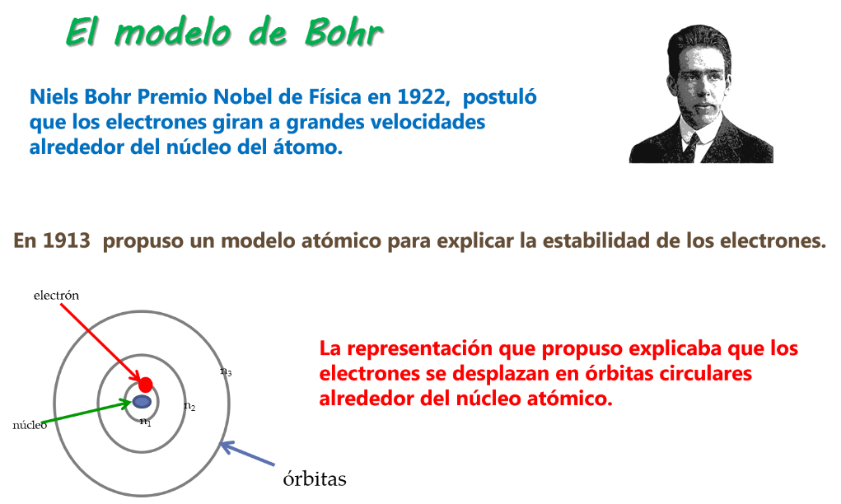 El modelo de Bohr
Niels Bohr Premio Nobel de Física en 1922, postuló
que los electrones giran a grandes velocidades
alrededor del núcleo del átomo.
En 1913 propuso un modelo atómico para explicar la estabilidad de los electrones.
electrón
n3
n2
núcleo
n1
órbitas
La representación que propuso explicaba que los
electrones se desplazan en órbitas circulares
alrededor del núcleo atómico.